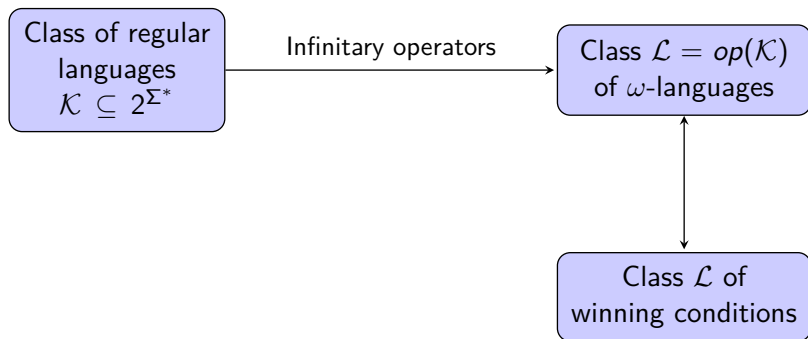 Class of regular
languages
𝒦 ⊆ 2^{Σ*}
Infinitary operators
Class ℒ = op(𝒦)
of ω-languages
Class ℒ of
winning conditions